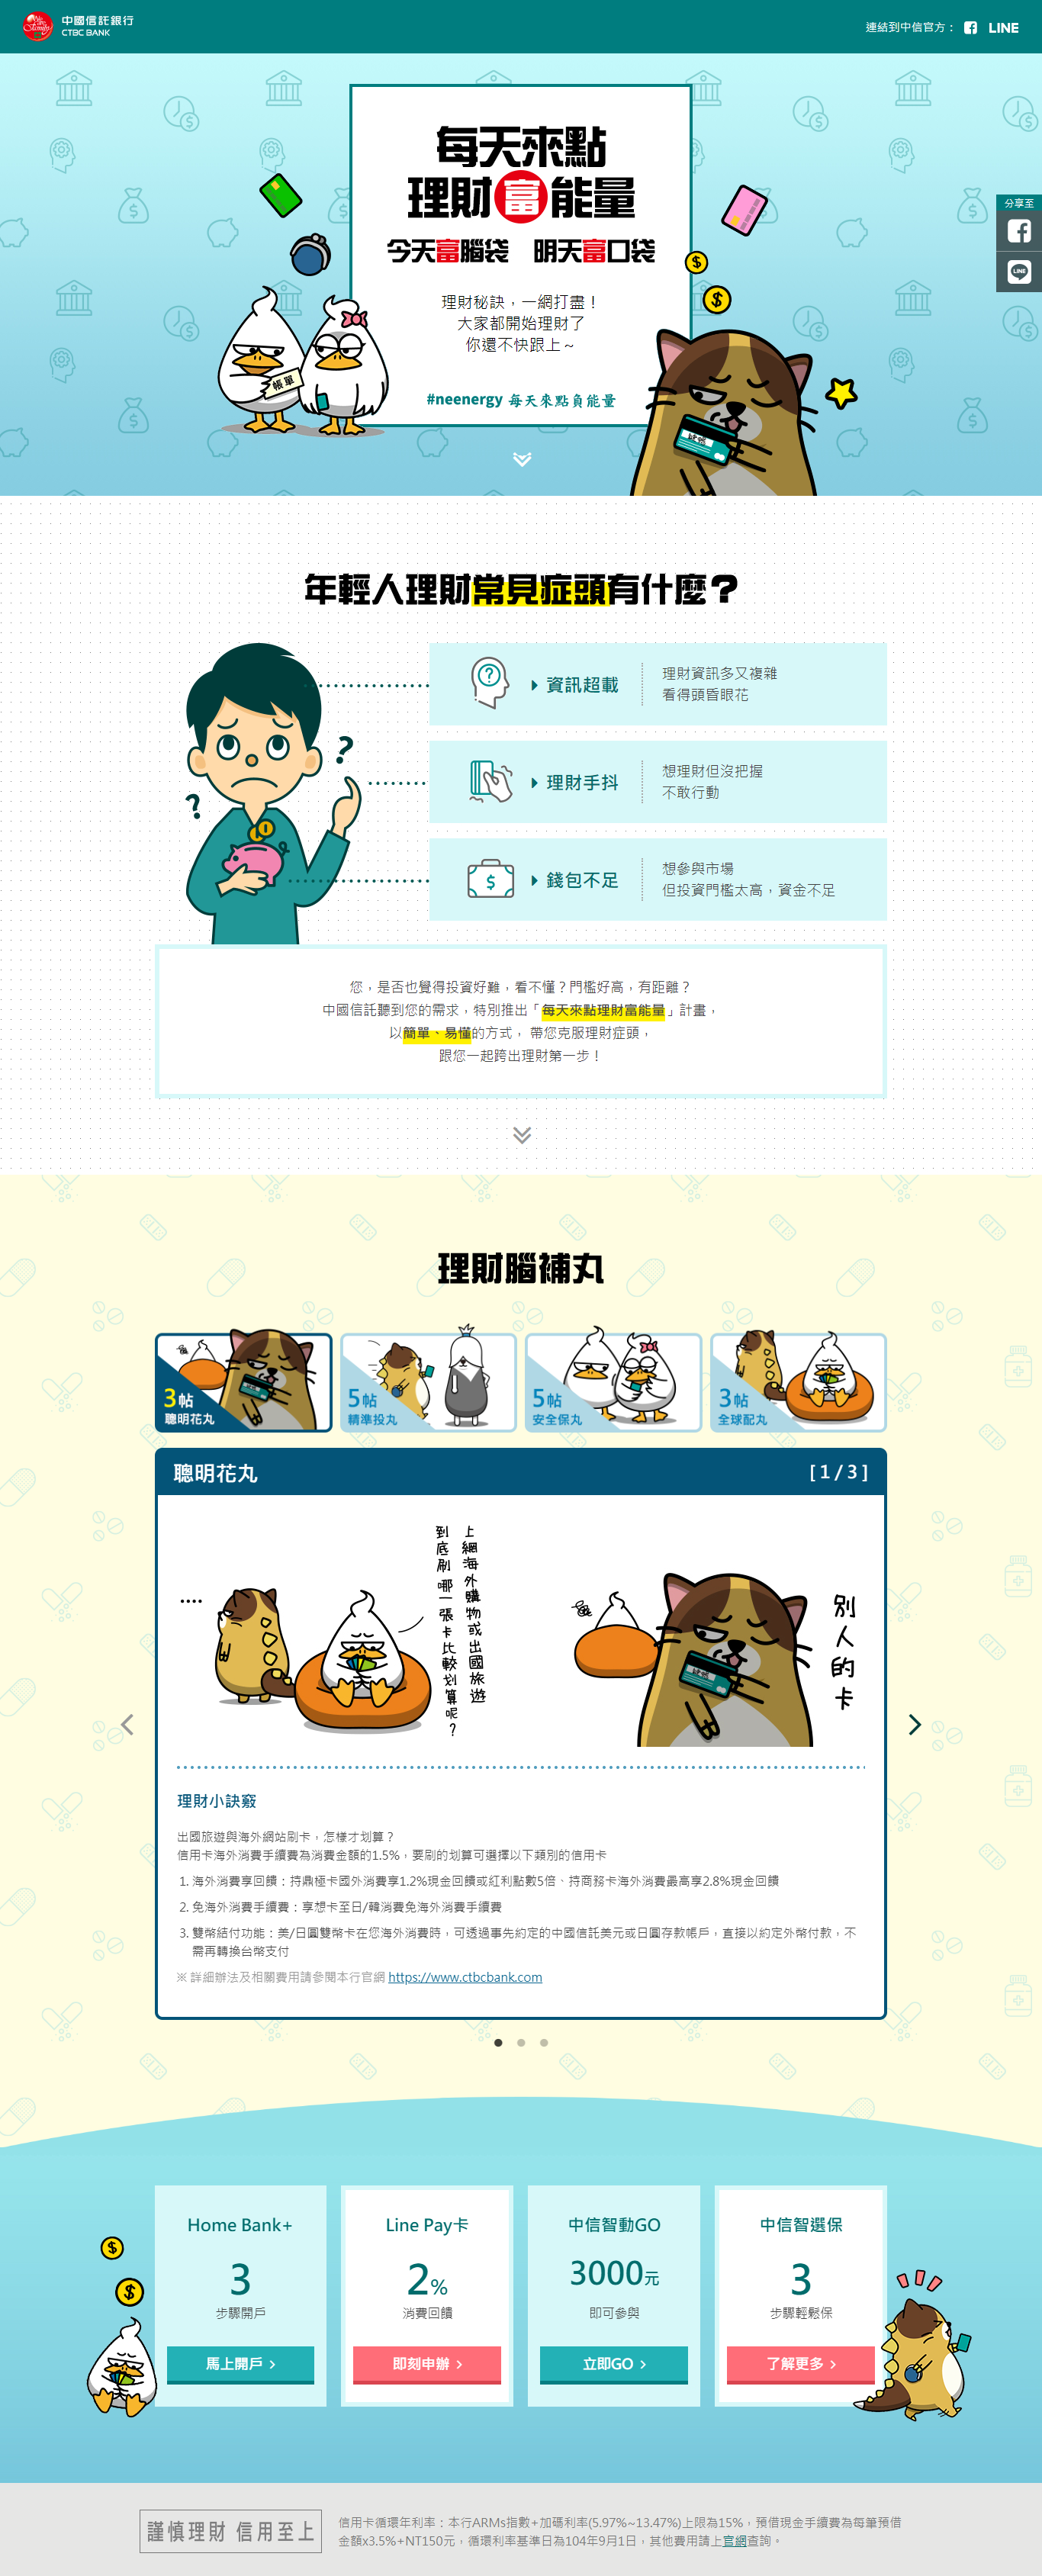 中國信託銀行
CTBC BANK
連結到中信官方：
LINE
分享至
LINE
每天來點
理財富能量
今天富腦袋 明天富口袋
理財秘訣，一網打盡！
大家都開始理財了
你還不快跟上～
#neenergy 每天來點負能量
帳單
$
$
年輕人理財常見症頭有什麼?
資訊超載
理財資訊多又複雜
看得頭昏眼花
理財手抖
想理財但沒把握
不敢行動
錢包不足
想參與市場
但投資門檻太高，資金不足
您，是否也覺得投資好難，看不懂？門檻好高，有距離？
中國信託聽到您的需求，特別推出「每天來點理財富能量」計畫，
以簡單、易懂的方式， 帶您克服理財症頭，
跟您一起跨出理財第一步！
理財腦補丸
3帖
聰明花丸
5帖
精準投丸
5帖
安全保丸
3帖
全球配丸
聰明花丸
[ 1 / 3 ]
上網海外購物或出國旅遊
到底刷哪一張卡比較划算呢？
別人的卡
理財小訣竅
出國旅遊與海外網站刷卡，怎樣才划算？
信用卡海外消費手續費為消費金額的1.5%，要刷的划算可選擇以下類別的信用卡
1. 海外消費享回饋：持鼎極卡國外消費享1.2%現金回饋或紅利點數5倍、持商務卡海外消費最高享2.8%現金回饋
2. 免海外消費手續費：享想卡至日/韓消費免海外消費手續費
3. 雙幣結付功能：美/日圓雙幣卡在您海外消費時，可透過事先約定的中國信託美元或日圓存款帳戶，直接以約定外幣付款，不
需再轉換台幣支付
※ 詳細辦法及相關費用請參閱本行官網 https://www.ctbcbank.com
Home Bank+
3
步驟開戶
馬上開戶
Line Pay卡
2%
消費回饋
即刻申辦
中信智動GO
3000元
即可參與
立即GO
中信智選保
3
步驟輕鬆保
了解更多
謹慎理財 信用至上
信用卡循環年利率：本行ARMs指數+加碼利率(5.97%~13.47%)上限為15%，預借現金手續費為每筆預借
金額x3.5%+NT150元，循環利率基準日為104年9月1日，其他費用請上官網查詢。